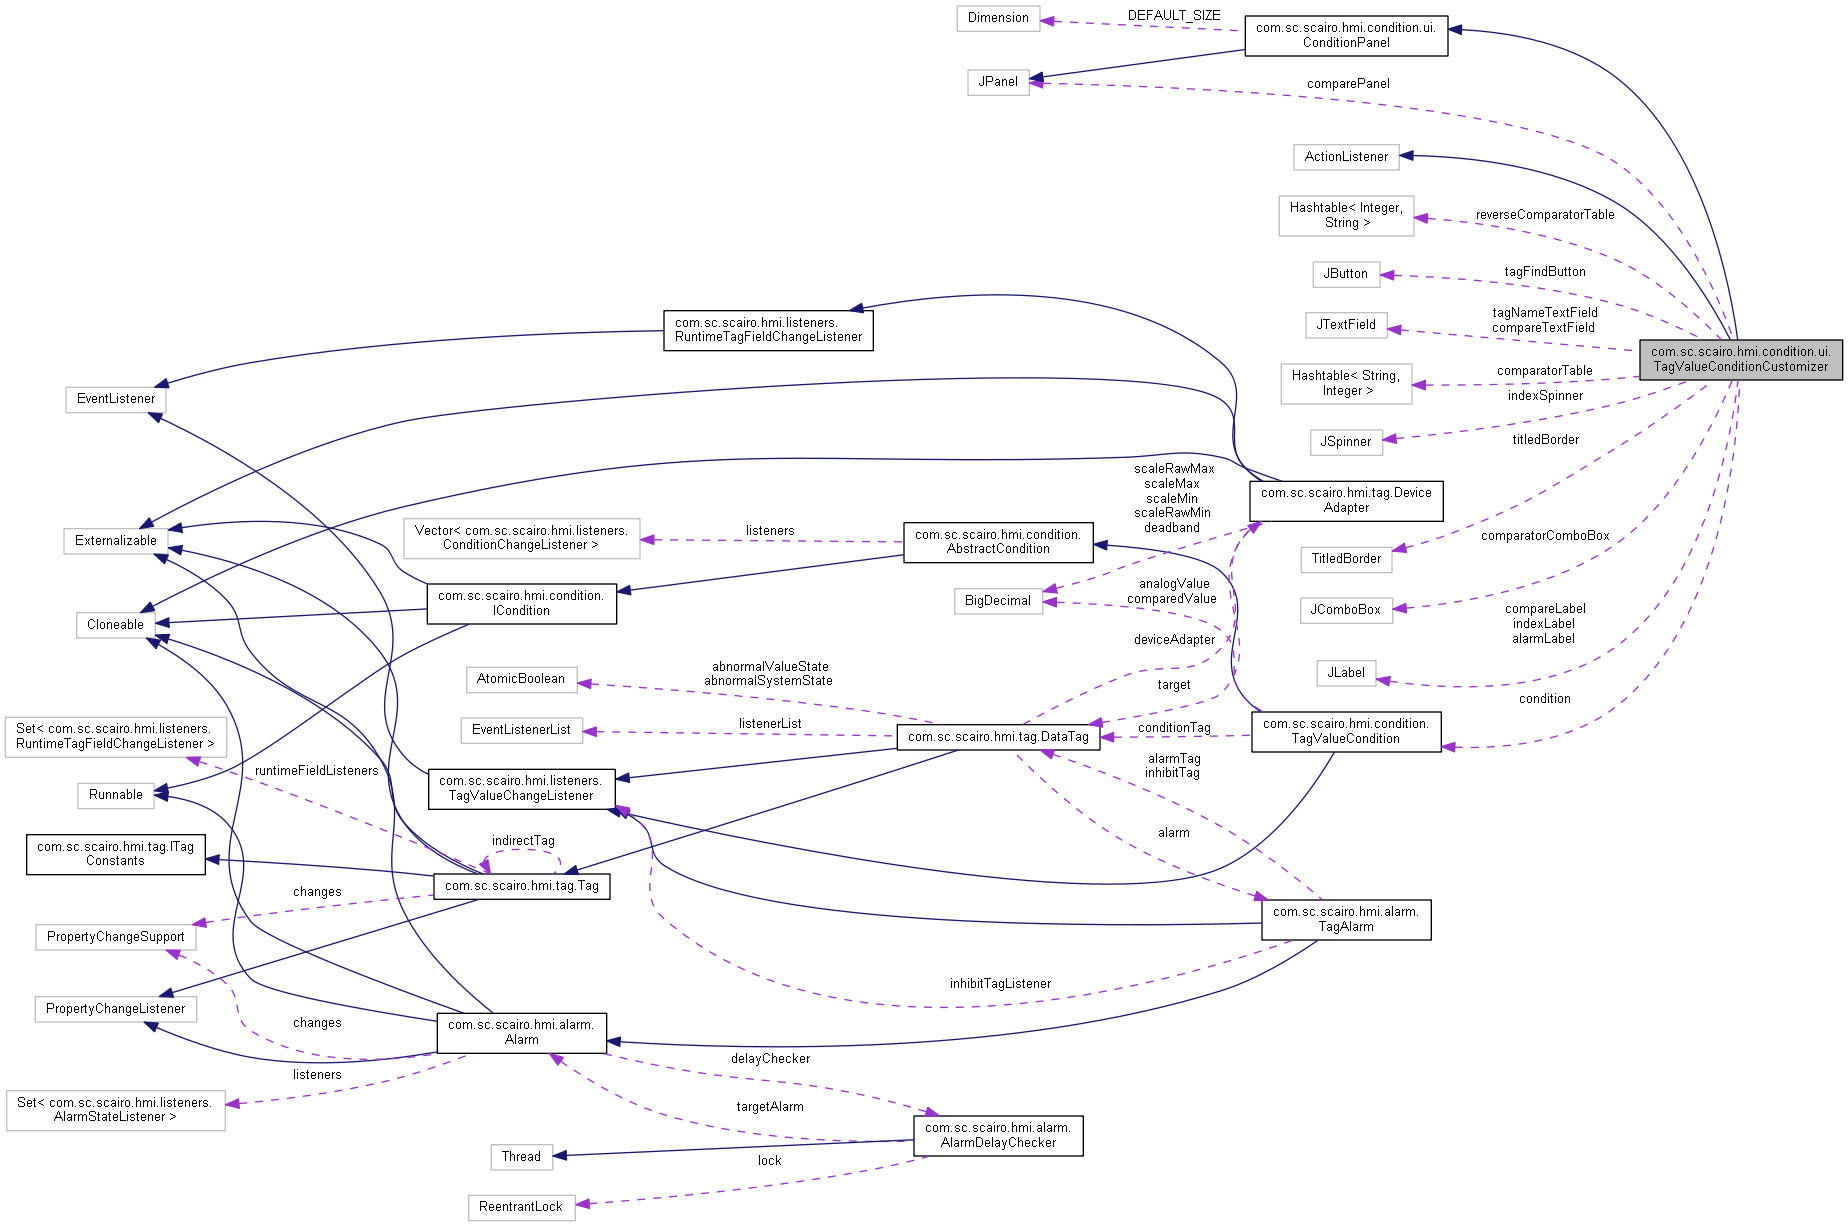 Dimension
DEFAULT_SIZE
com.sc.scairo.hmi.condition.ui.
ConditionPanel
JPanel
comparePanel
ActionListener
Hashtable< Integer,
String >
reverseComparatorTable
JButton
tagFindButton
JTextField
tagNameTextField
compareTextField
com.sc.scairo.hmi.condition.ui.
TagValueConditionCustomizer
Hashtable< String,
Integer >
comparatorTable
indexSpinner
JSpinner
titledBorder
com.sc.scairo.hmi.listeners.
RuntimeTagFieldChangeListener
EventListener
scaleRawMax
scaleMax
scaleMin
scaleRawMin
deadband
com.sc.scairo.hmi.tag.Device
Adapter
Externalizable
Vector< com.sc.scairo.hmi.listeners.
ConditionChangeListener >
listeners
com.sc.scairo.hmi.condition.
AbstractCondition
TitledBorder
comparatorComboBox
Cloneable
com.sc.scairo.hmi.condition.
ICondition
BigDecimal
analogValue
comparedValue
JComboBox
compareLabel
indexLabel
alarmLabel
deviceAdapter
AtomicBoolean
abnormalValueState
abnormalSystemState
target
JLabel
condition
Set< com.sc.scairo.hmi.listeners.
RuntimeTagFieldChangeListener >
EventListenerList
listenerList
com.sc.scairo.hmi.tag.DataTag
conditionTag
com.sc.scairo.hmi.condition.
TagValueCondition
runtimeFieldListeners
alarmTag
inhibitTag
Runnable
com.sc.scairo.hmi.listeners.
TagValueChangeListener
com.sc.scairo.hmi.tag.ITag
Constants
indirectTag
alarm
com.sc.scairo.hmi.tag.Tag
changes
com.sc.scairo.hmi.alarm.
TagAlarm
PropertyChangeSupport
PropertyChangeListener
inhibitTagListener
changes
com.sc.scairo.hmi.alarm.
Alarm
delayChecker
listeners
Set< com.sc.scairo.hmi.listeners.
AlarmStateListener >
targetAlarm
com.sc.scairo.hmi.alarm.
AlarmDelayChecker
Thread
lock
ReentrantLock